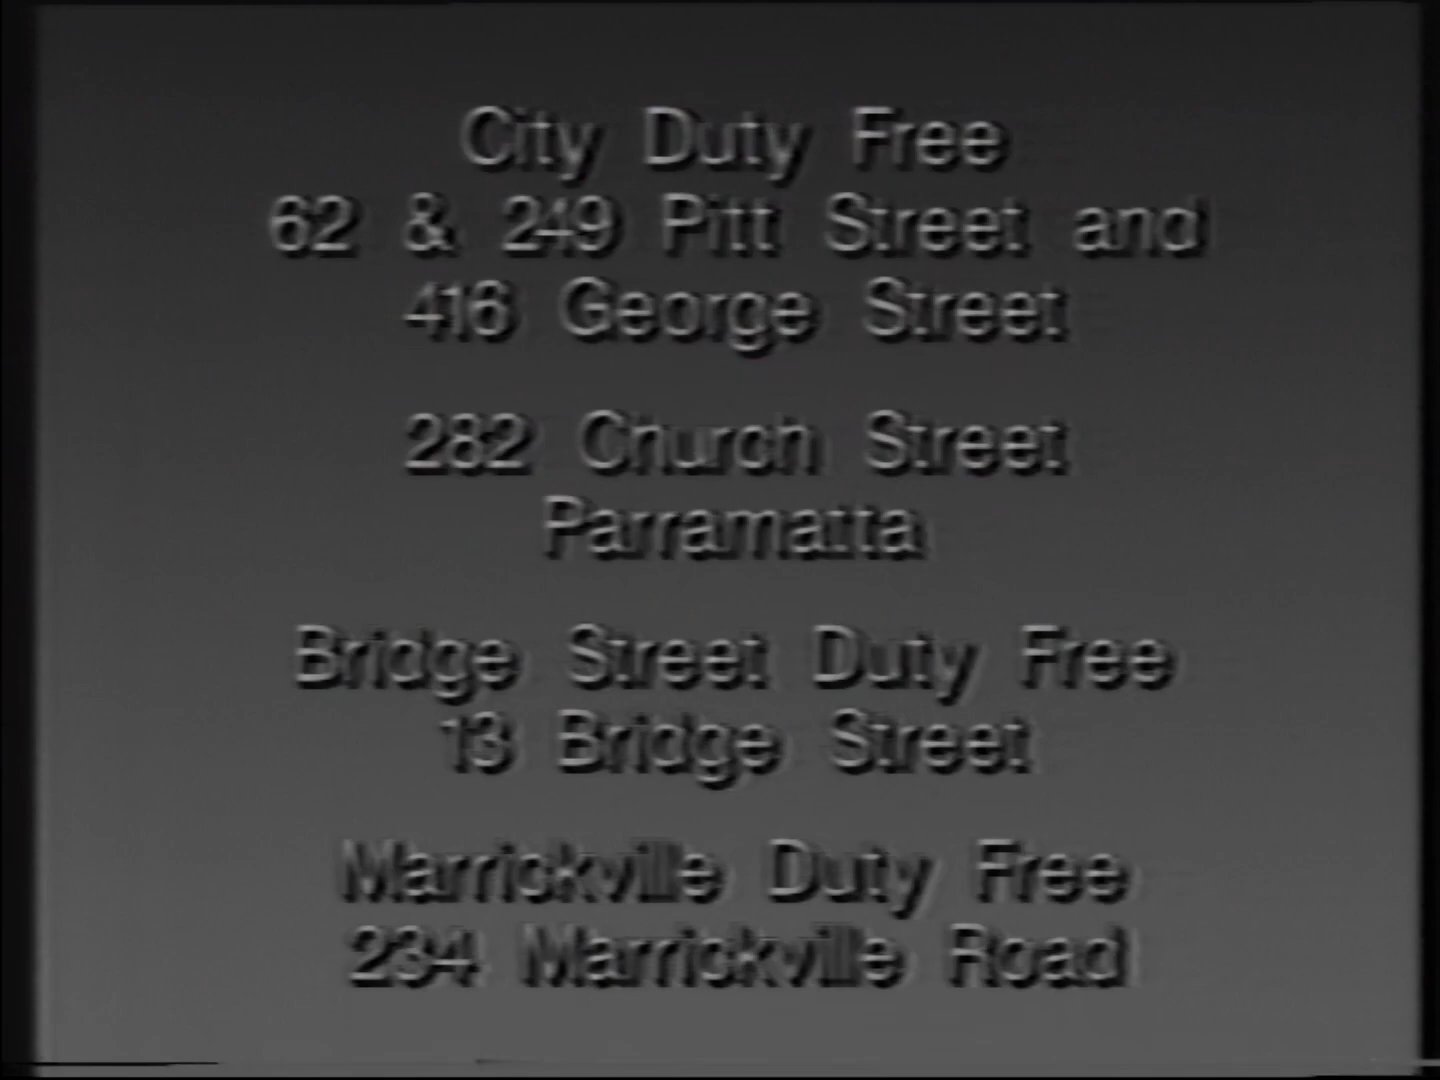 City Duty Free
62 & 249 Pitt Street and
416 George Street
282 Church Street
Parramatta
Bridge Street Duty Free
13 Bridge Street
Marrickville Duty Free
234 Marrickville Road